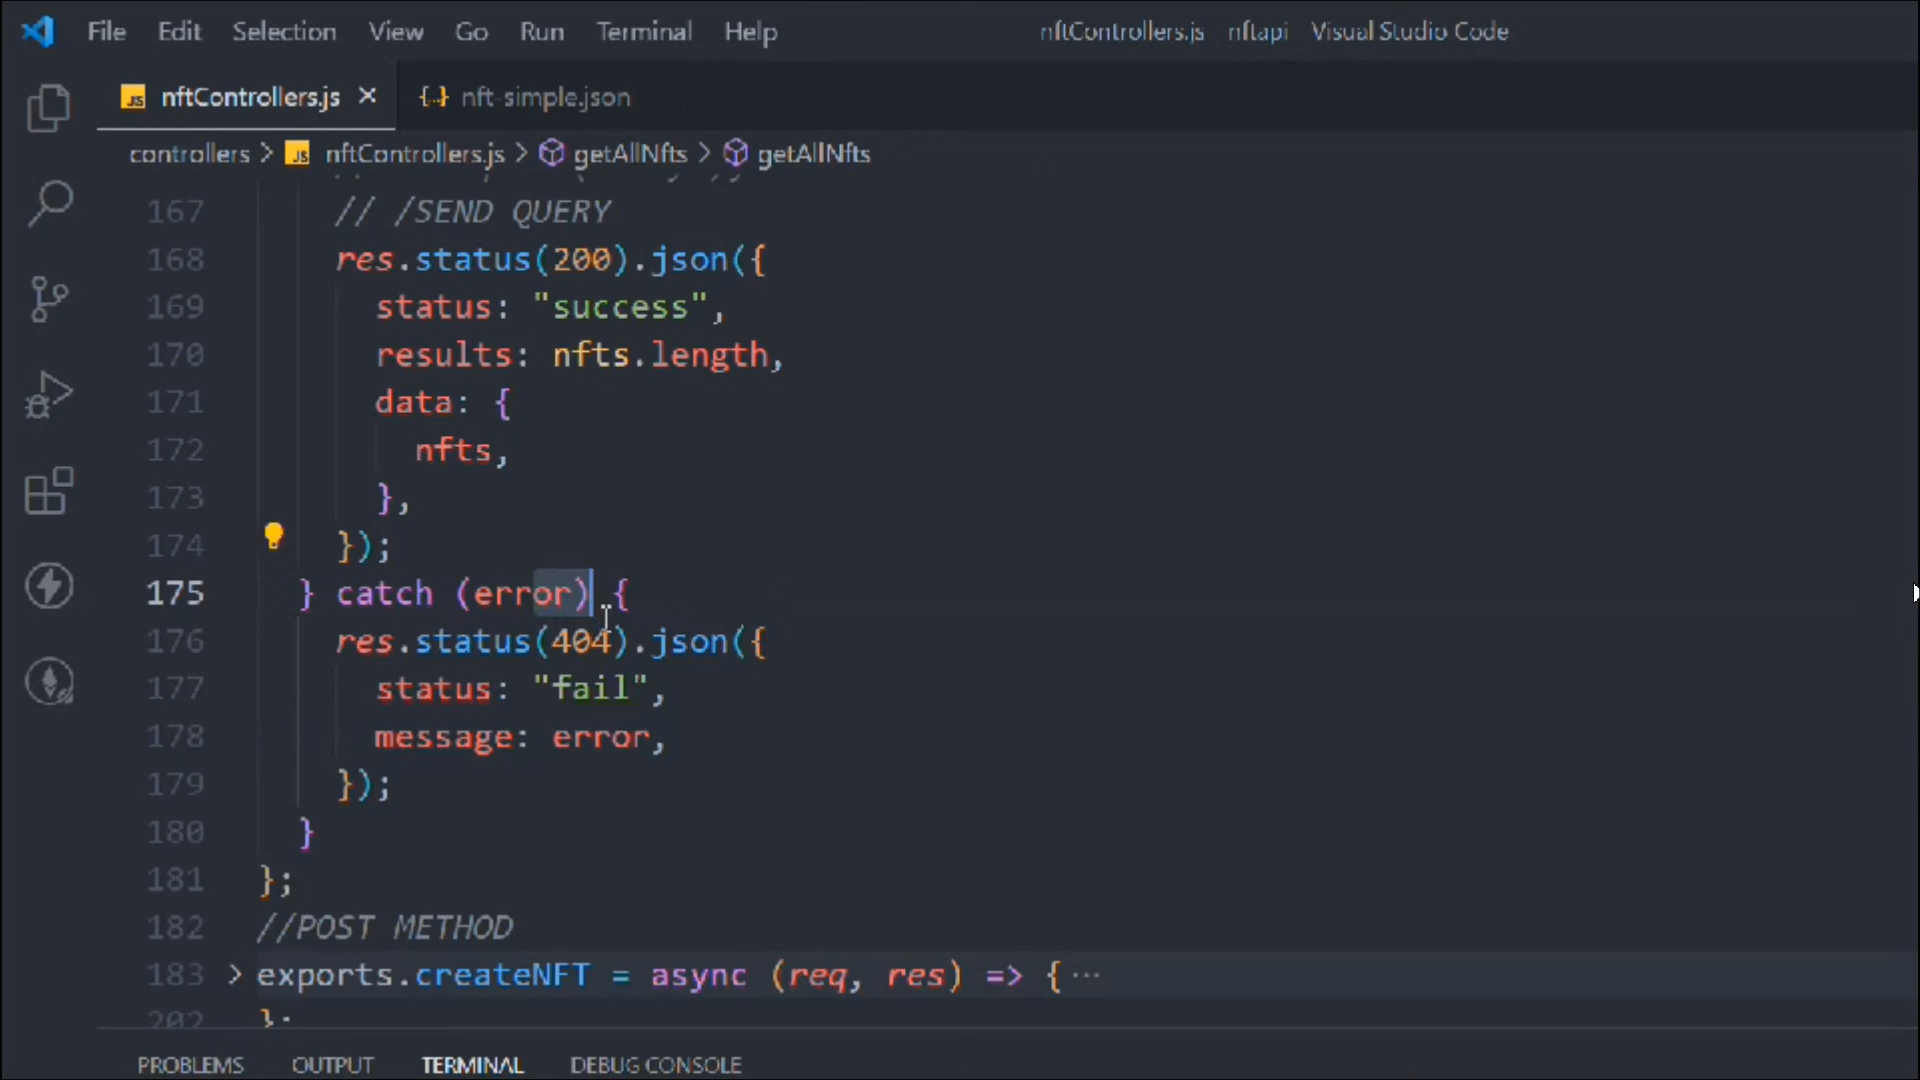 File Edit Selection View Go Run Terminal Help nftControllers.js nftapi Visual Studio Code
nftControllers.js nft-simple.json
controllers > nftControllers.js > getAllNfts > getAllNfts
167 // /SEND QUERY
168 res.status(200).json({
169 status: "success",
170 results: nfts.length,
171 data: {
172 nfts,
173 },
174 });
175 } catch (error) {
176 res.status(404).json({
177 status: "fail",
178 message: error,
179 });
180 }
181 };
182 //POST METHOD
183 exports.createNFT = async (req, res) => { ···
202 };
PROBLEMS OUTPUT TERMINAL DEBUG CONSOLE